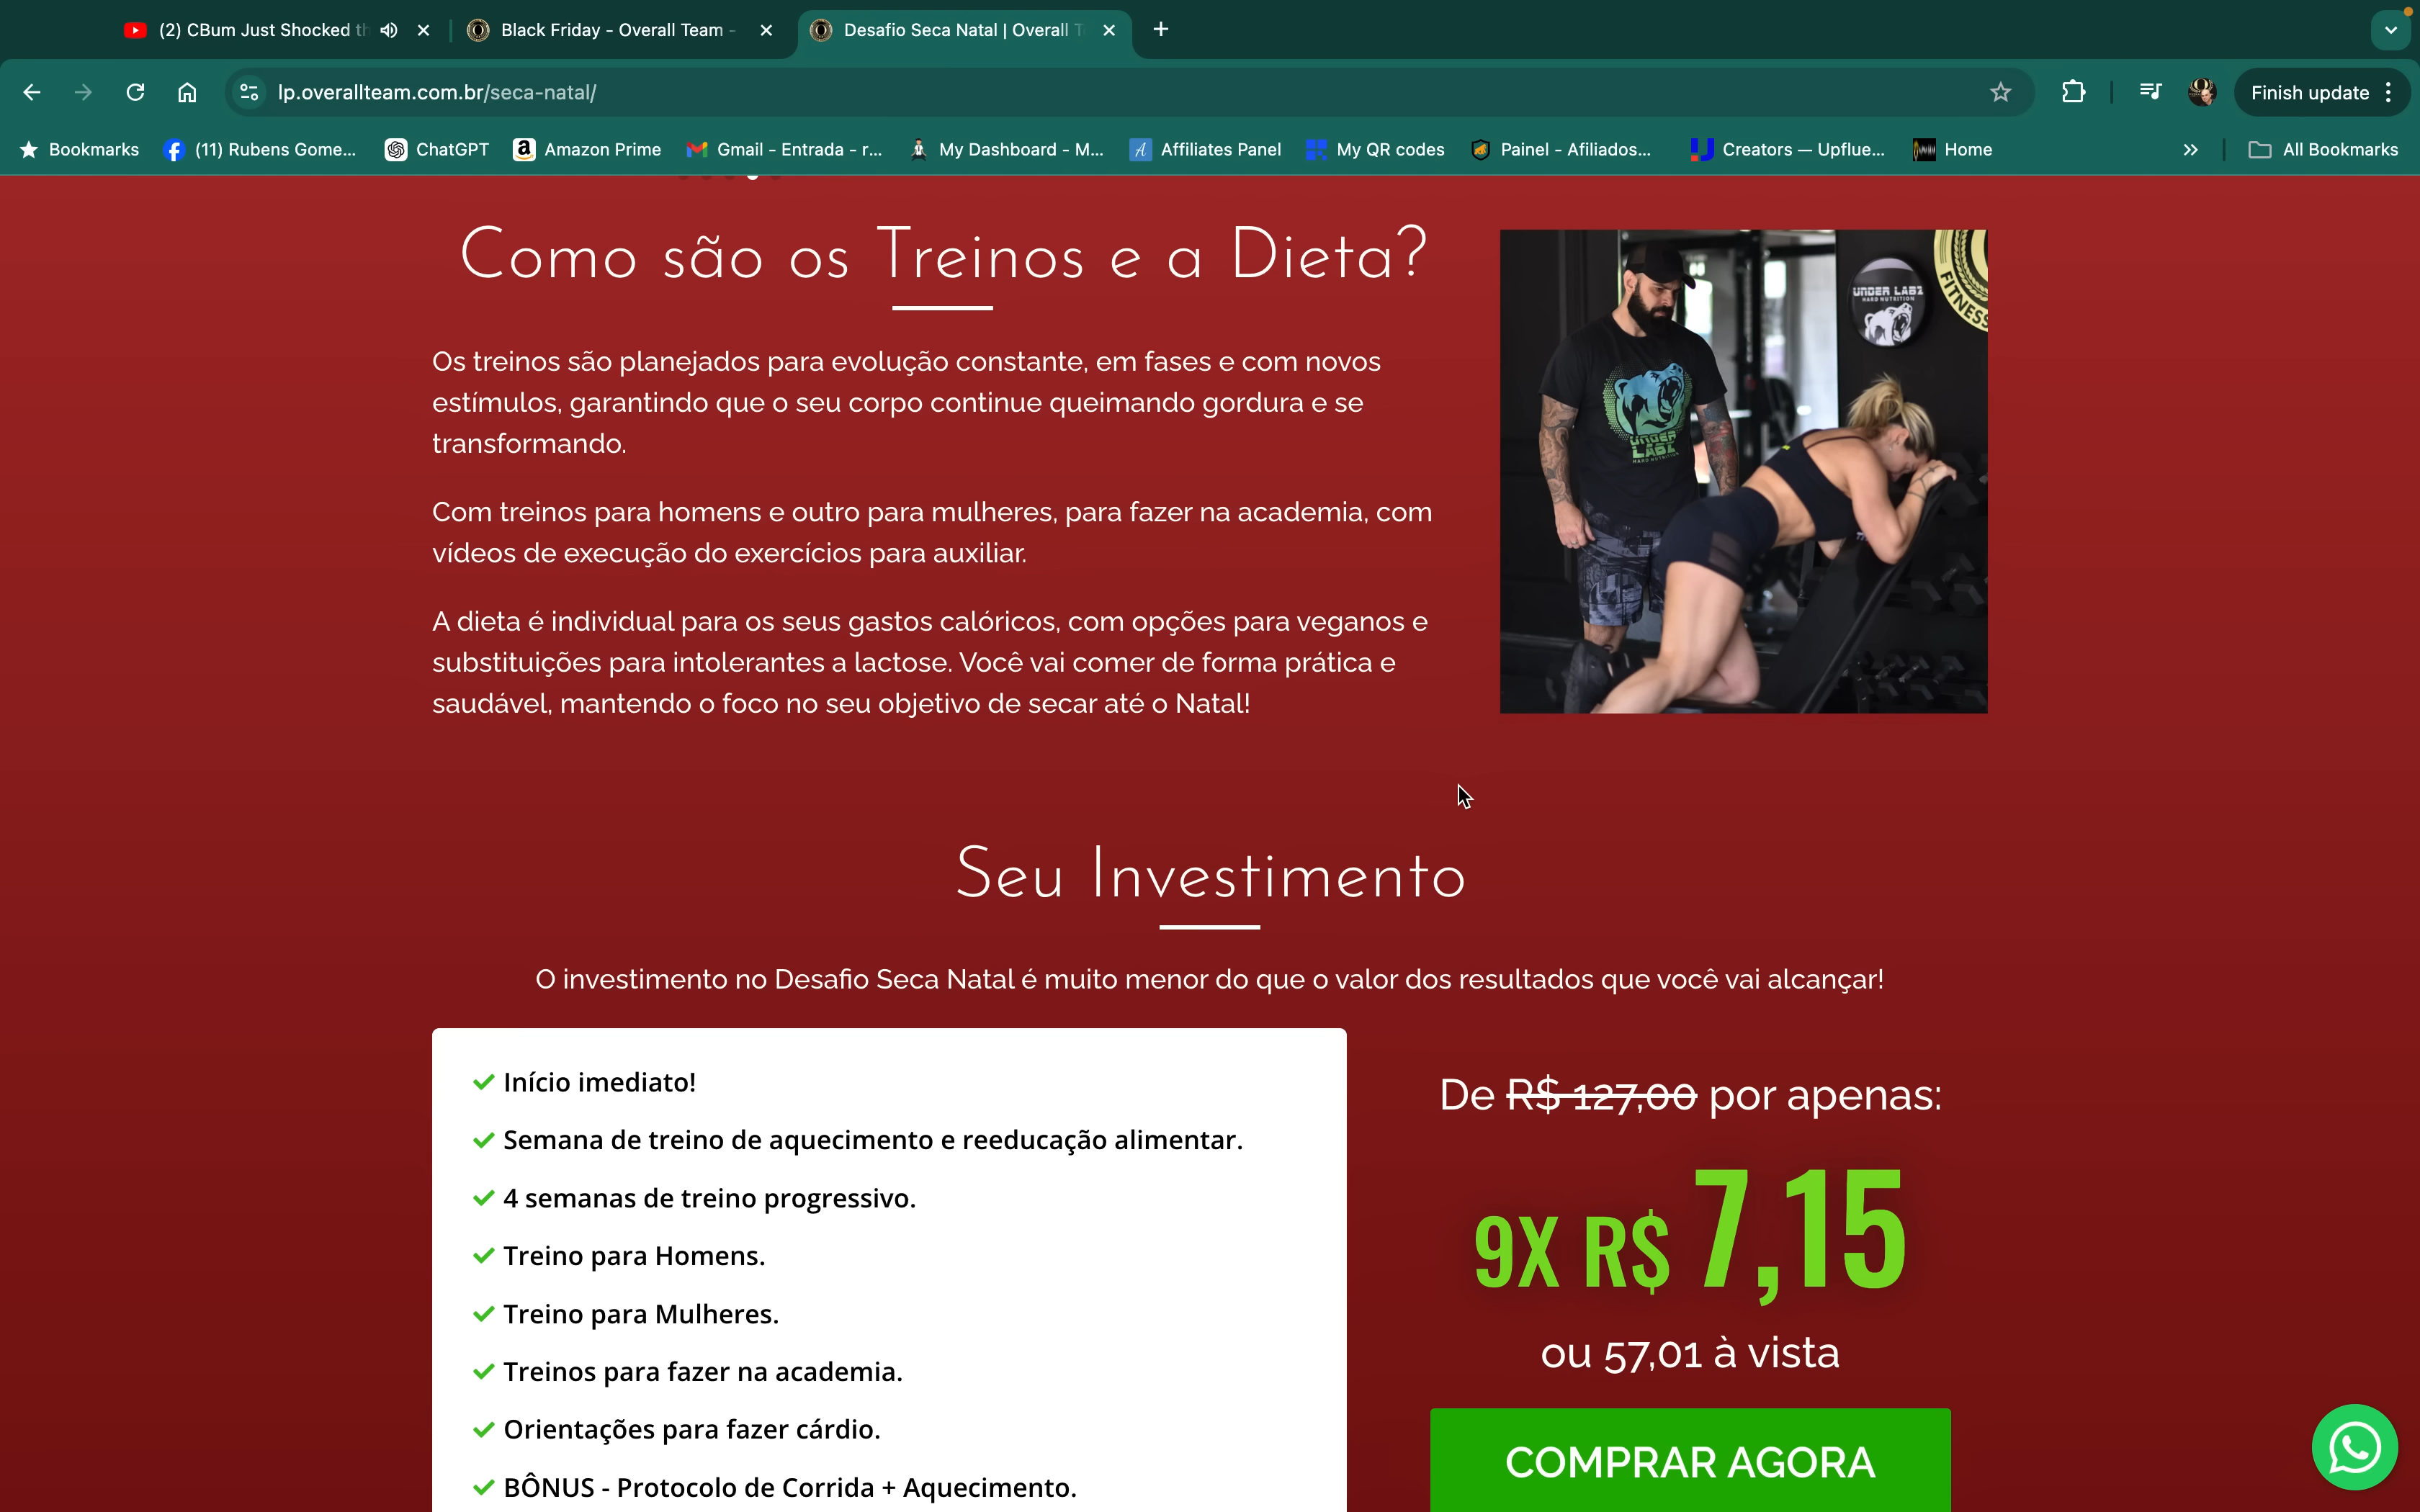 (2) CBum Just Shocked th
Black Friday - Overall Team -
Desafio Seca Natal | Overall T
lp.overallteam.com.br/seca-natal/
Finish update
Bookmarks
(11) Rubens Gome...
ChatGPT
Amazon Prime
Gmail - Entrada - r...
My Dashboard - M...
Affiliates Panel
My QR codes
Painel - Afiliados...
Creators — Upflue...
Home
All Bookmarks
Como são os Treinos e a Dieta?
Os treinos são planejados para evolução constante, em fases e com novos
estímulos, garantindo que o seu corpo continue queimando gordura e se
transformando.
Com treinos para homens e outro para mulheres, para fazer na academia, com
vídeos de execução do exercícios para auxiliar.
A dieta é individual para os seus gastos calóricos, com opções para veganos e
substituições para intolerantes a lactose. Você vai comer de forma prática e
saudável, mantendo o foco no seu objetivo de secar até o Natal!
UNDER LABZ
HARD NUTRITION
FITNESS
UNDER
LABZ
HARD NUTRITION
Seu Investimento
O investimento no Desafio Seca Natal é muito menor do que o valor dos resultados que você vai alcançar!
Início imediato!
Semana de treino de aquecimento e reeducação alimentar.
4 semanas de treino progressivo.
Treino para Homens.
Treino para Mulheres.
Treinos para fazer na academia.
Orientações para fazer cárdio.
BÔNUS - Protocolo de Corrida + Aquecimento.
De R$ 127,00 por apenas:
9X R$ 7,15
ou 57,01 à vista
COMPRAR AGORA